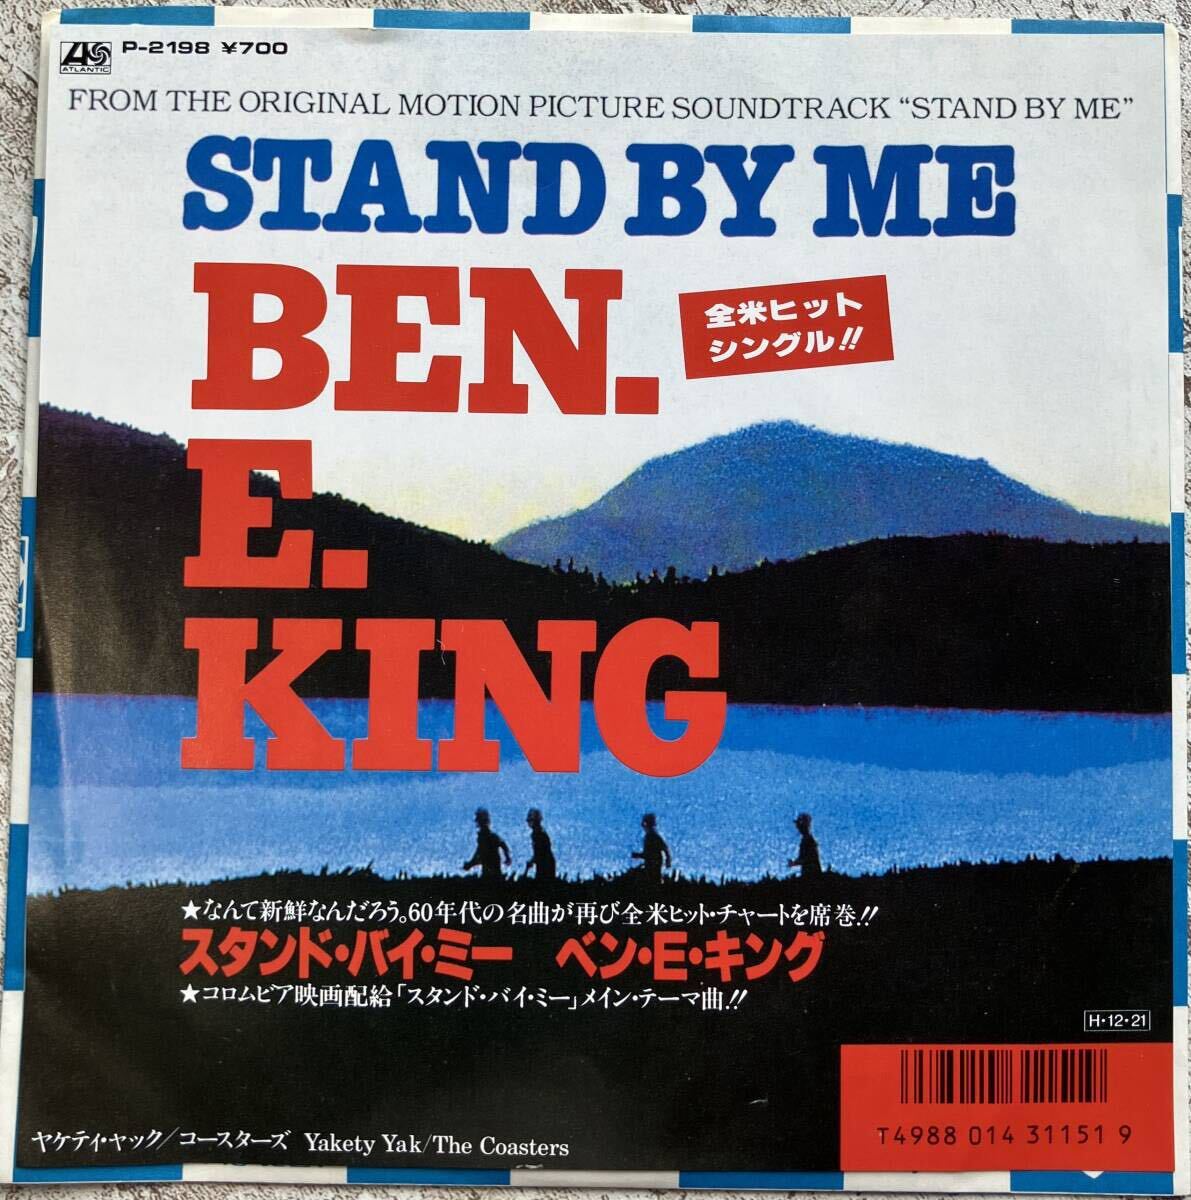 ATLANTIC P-2198 ¥700
FROM THE ORIGINAL MOTION PICTURE SOUNDTRACK “STAND BY ME”
STAND BY ME
BEN.
E.
KING
全米ヒット
シングル!!
★なんて新鮮なんだろう。60年代の名曲が再び全米ヒット・チャートを席巻!!
スタンド・バイ・ミー ベン・E・キング
★コロムビア映画配給「スタンド・バイ・ミー」メイン・テーマ曲!!
H・12・21
T4988 014 31151 9
ヤケティ・ヤック/コースターズ Yakety Yak/The Coasters